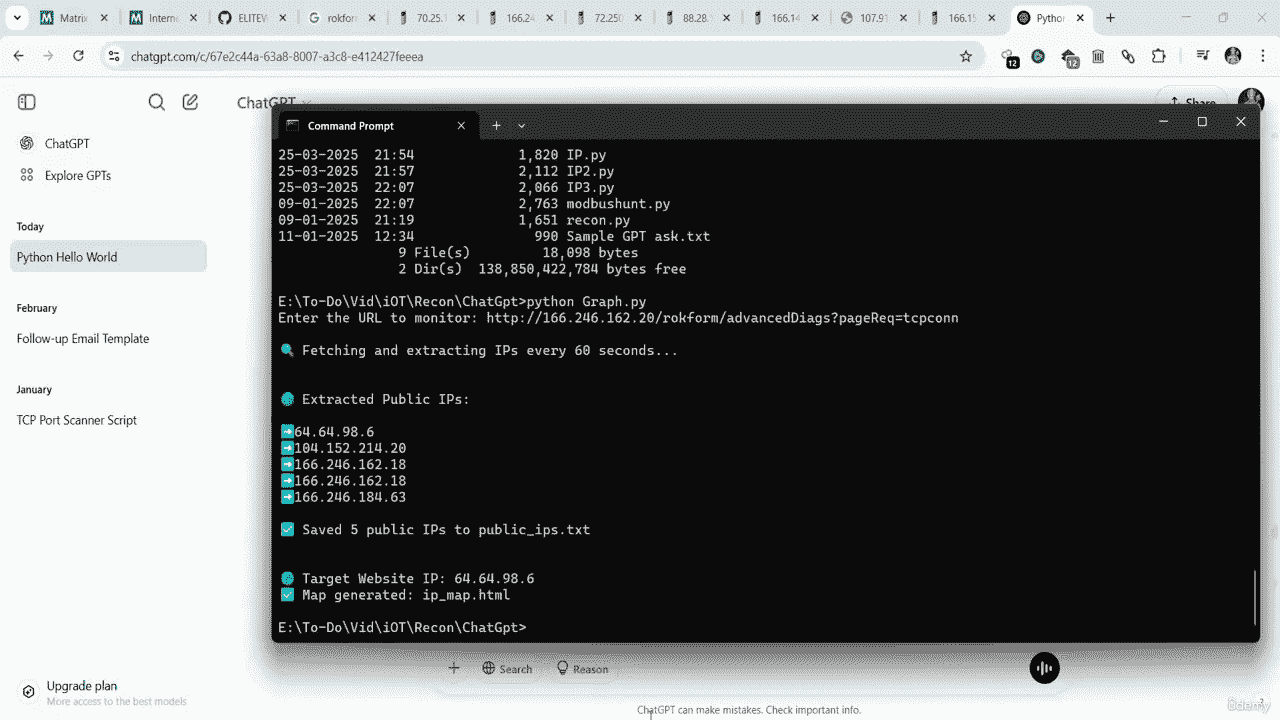 Matrix
Interne
ELITEW
rokfor
70.25.
166.24
72.250
88.28.
166.14
107.91
166.15
Python
chatgpt.com/c/67e2c44a-63a8-8007-a3c8-e412427feeea
12
12
ChatGPT
Share
ChatGPT
Explore GPTs
Today
Python Hello World
February
Follow-up Email Template
January
TCP Port Scanner Script
Upgrade plan
More access to the best models
Command Prompt
25-03-2025  21:54             1,820 IP.py
25-03-2025  21:57             2,112 IP2.py
25-03-2025  22:07             2,066 IP3.py
09-01-2025  22:07             2,763 modbushunt.py
09-01-2025  21:19             1,651 recon.py
11-01-2025  12:34               990 Sample GPT ask.txt
9 File(s)         18,098 bytes
2 Dir(s)  138,850,422,784 bytes free
E:\To-Do\Vid\iOT\Recon\ChatGpt>python Graph.py
Enter the URL to monitor: http://166.246.162.20/rokform/advancedDiags?pageReq=tcpconn
Fetching and extracting IPs every 60 seconds...
Extracted Public IPs:
64.64.98.6
104.152.214.20
166.246.162.18
166.246.162.18
166.246.184.63
Saved 5 public IPs to public_ips.txt
Target Website IP: 64.64.98.6
Map generated: ip_map.html
E:\To-Do\Vid\iOT\Recon\ChatGpt>
Search
Reason
ChatGPT can make mistakes. Check important info.
Udemy